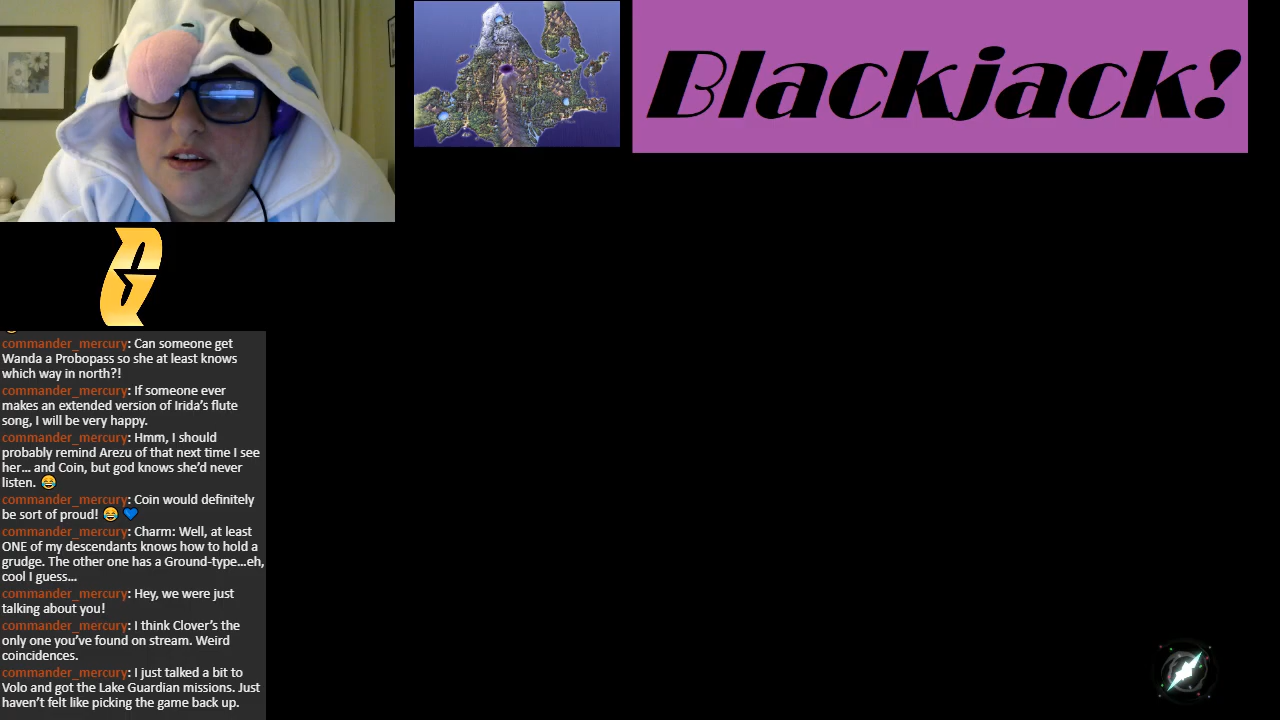 Blackjack!
commander_mercury: Can someone get
Wanda a Probopass so she at least knows
which way in north?!
commander_mercury: If someone ever
makes an extended version of Irida's flute
song, I will be very happy.
commander_mercury: Hmm, I should
probably remind Arezu of that next time I see
her... and Coin, but god knows she'd never
listen. 😂
commander_mercury: Coin would definitely
be sort of proud! 😂 💙
commander_mercury: Charm: Well, at least
ONE of my descendants knows how to hold a
grudge. The other one has a Ground-type...eh,
cool I guess...
commander_mercury: Hey, we were just
talking about you!
commander_mercury: I think Clover's the
only one you've found on stream. Weird
coincidences.
commander_mercury: I just talked a bit to
Volo and got the Lake Guardian missions. Just
haven't felt like picking the game back up.